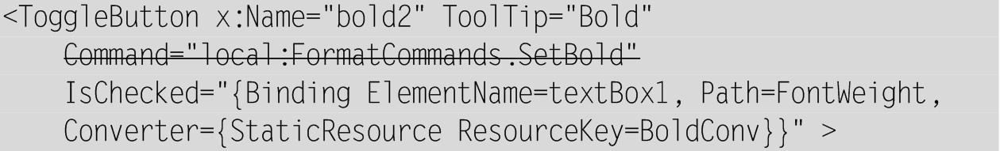 <ToggleButton x:Name="bold2" ToolTip="Bold"
Command="local:FormatCommands.SetBold"
IsChecked="{Binding ElementName=textBox1, Path=FontWeight,
Converter={StaticResource ResourceKey=BoldConv}}" >